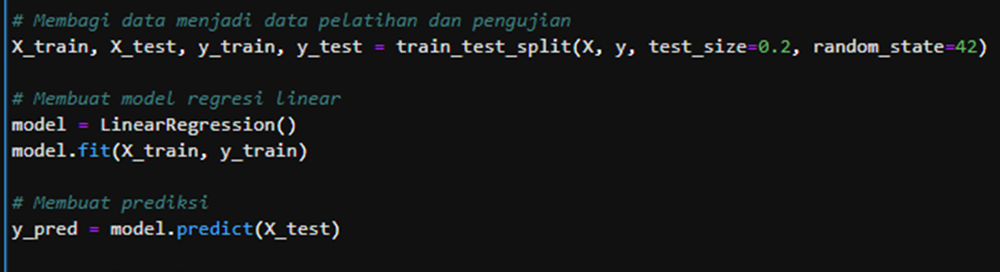 # Membagi data menjadi data pelatihan dan pengujian
X_train, X_test, y_train, y_test = train_test_split(X, y, test_size=0.2, random_state=42)
# Membuat model regresi linear
model = LinearRegression()
model.fit(X_train, y_train)
# Membuat prediksi
y_pred = model.predict(X_test)